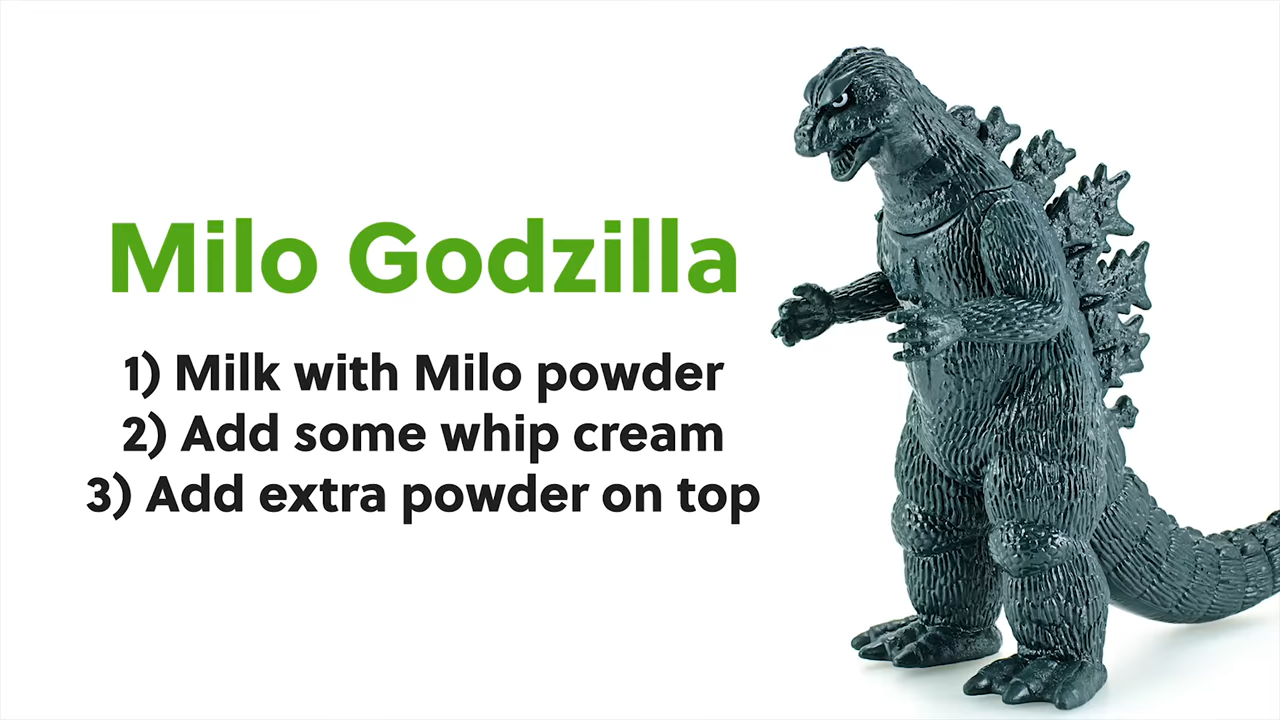 Milo Godzilla
1) Milk with Milo powder
2) Add some whip cream
3) Add extra powder on top